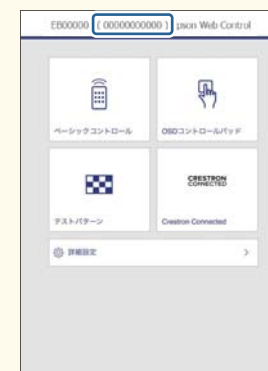 EB00000 ( 00000000000 ) pson Web Control
ベーシックコントロール
OSDコントロールパッド
テストパターン
CRESTRON
CONNECTED
Crestron Connected
詳細設定